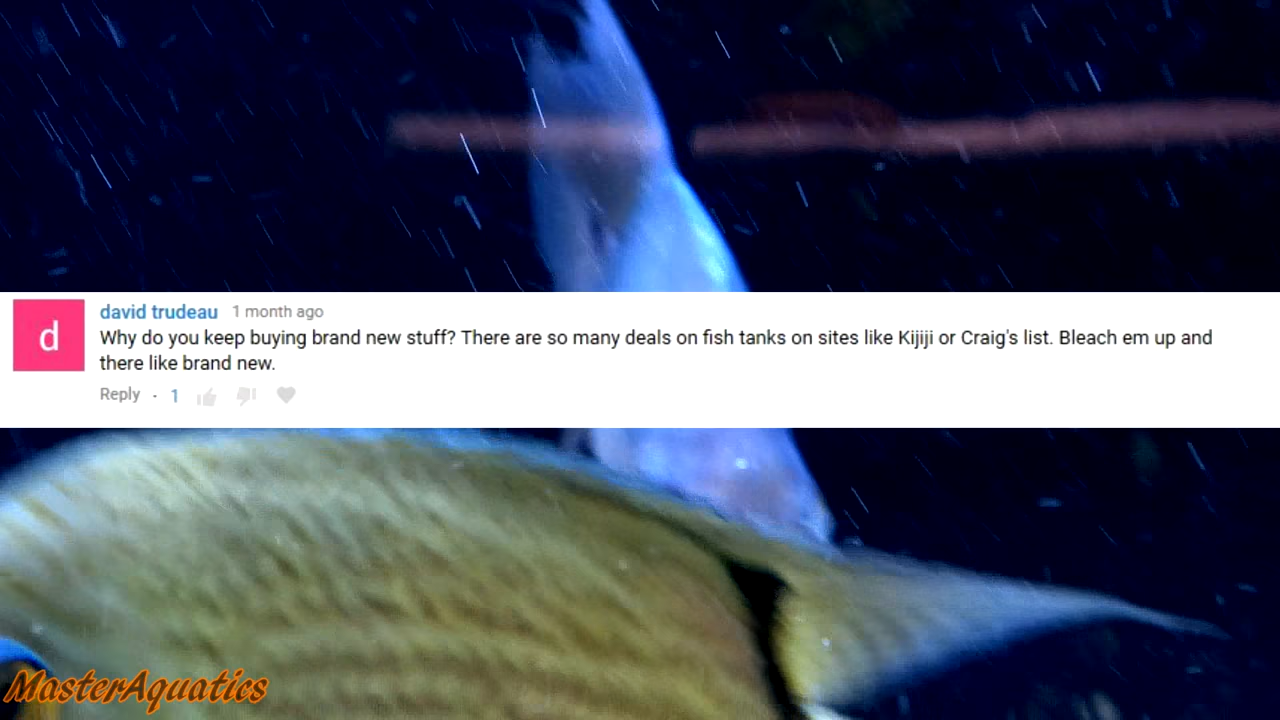 david trudeau 1 month ago
Why do you keep buying brand new stuff? There are so many deals on fish tanks on sites like Kijiji or Craig's list. Bleach em up and
there like brand new.
Reply · 1
MasterAquatics
d